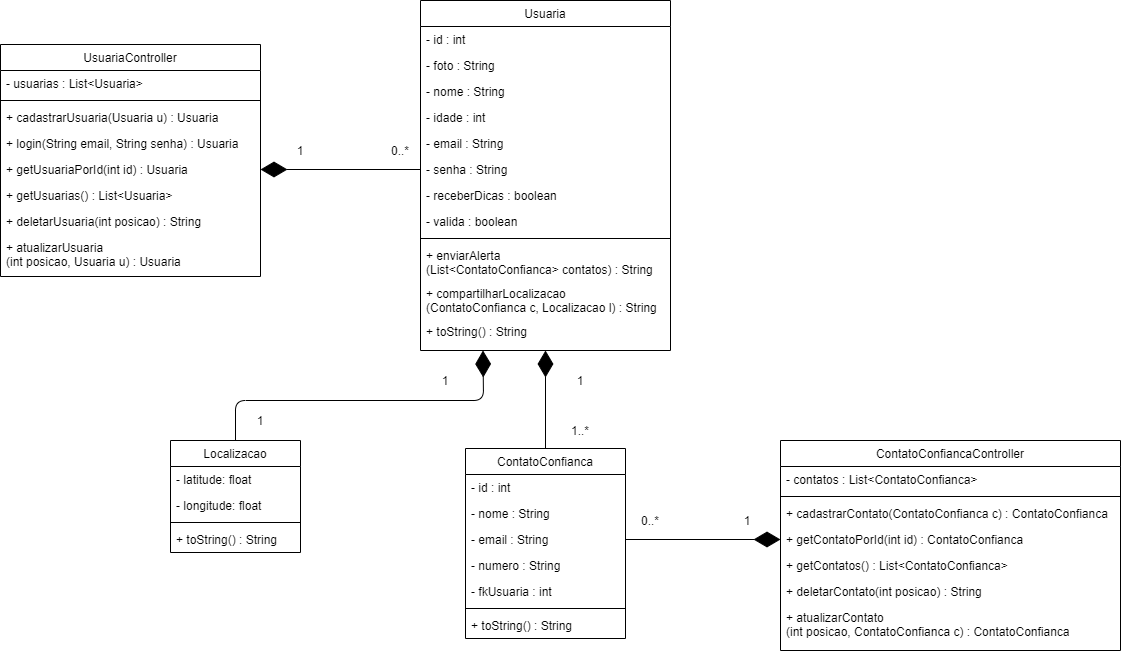 UsuariaController
- usuarias : List<Usuaria>
+ cadastrarUsuaria(Usuaria u) : Usuaria
+ login(String email, String senha) : Usuaria
+ getUsuariaPorId(int id) : Usuaria
+ getUsuarias() : List<Usuaria>
+ deletarUsuaria(int posicao) : String
+ atualizarUsuaria
(int posicao, Usuaria u) : Usuaria
1
0..*
Usuaria
- id : int
- foto : String
- nome : String
- idade : int
- email : String
- senha : String
- receberDicas : boolean
- valida : boolean
+ enviarAlerta
(List<ContatoConfianca> contatos) : String
+ compartilharLocalizacao
(ContatoConfianca c, Localizacao l) : String
+ toString() : String
1
1
1
1..*
Localizacao
- latitude: float
- longitude: float
+ toString() : String
ContatoConfianca
- id : int
- nome : String
- email : String
- numero : String
- fkUsuaria : int
+ toString() : String
0..*
1
ContatoConfiancaController
- contatos : List<ContatoConfianca>
+ cadastrarContato(ContatoConfianca c) : ContatoConfianca
+ getContatoPorId(int id) : ContatoConfianca
+ getContatos() : List<ContatoConfianca>
+ deletarContato(int posicao) : String
+ atualizarContato
(int posicao, ContatoConfianca c) : ContatoConfianca